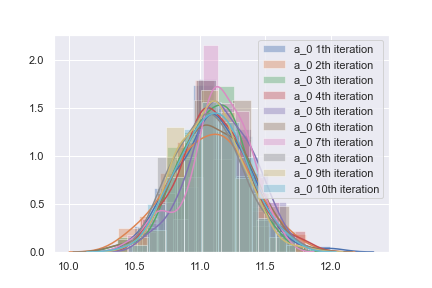 2.0
1.5
1.0
0.5
0.0
10.0 10.5 11.0 11.5 12.0
a_0 1th iteration
a_0 2th iteration
a_0 3th iteration
a_0 4th iteration
a_0 5th iteration
a_0 6th iteration
a_0 7th iteration
a_0 8th iteration
a_0 9th iteration
a_0 10th iteration